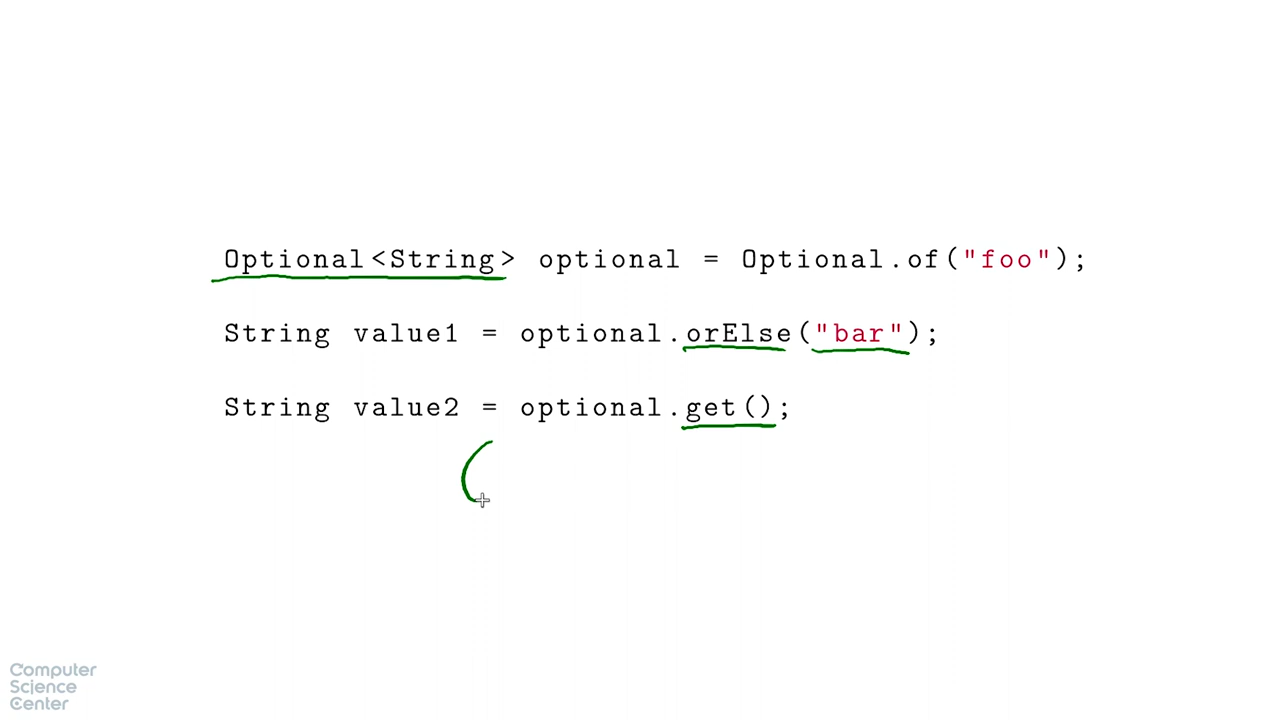 Optional<String> optional = Optional.of("foo");
String value1 = optional.orElse("bar");
String value2 = optional.get();
Computer
Science
Center